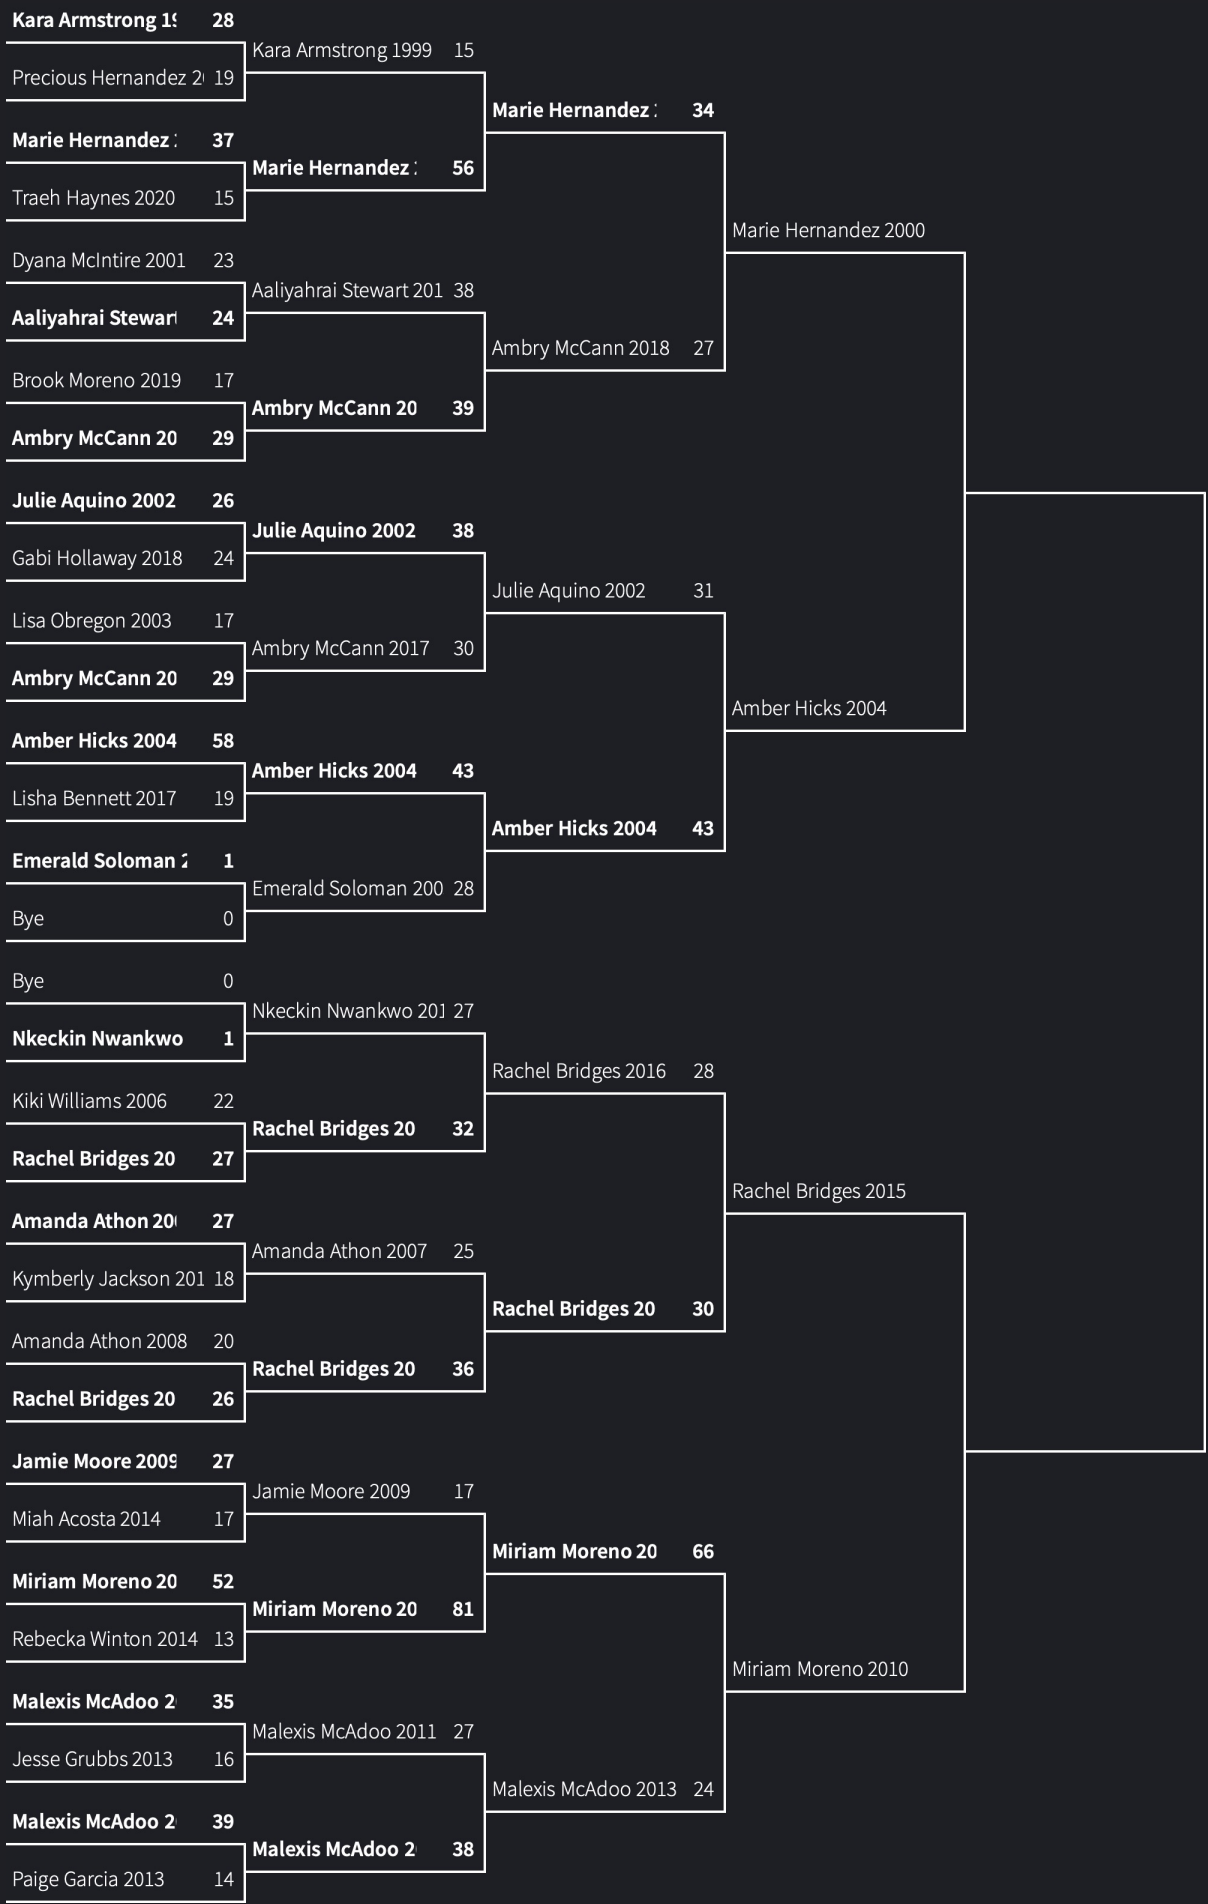 Kara Armstrong 19 28
Precious Hernandez 2 19
Marie Hernandez 37
Traeh Haynes 2020 15
Dyana McIntire 2001 23
Aaliyahrai Stewart 24
Brook Moreno 2019 17
Ambry McCann 20 29
Julie Aquino 2002 26
Gabi Hollaway 2018 24
Lisa Obregon 2003 17
Ambry McCann 20 29
Amber Hicks 2004 58
Lisha Bennett 2017 19
Emerald Soloman 2 1
Bye 0
Bye 0
Nkeckin Nwankwo 1
Kiki Williams 2006 22
Rachel Bridges 20 27
Amanda Athon 200 27
Kymberly Jackson 201 18
Amanda Athon 2008 20
Rachel Bridges 20 26
Jamie Moore 2009 27
Miah Acosta 2014 17
Miriam Moreno 20 52
Rebecka Winton 2014 13
Malexis McAdoo 2 35
Jesse Grubbs 2013 16
Malexis McAdoo 2 39
Paige Garcia 2013 14
Kara Armstrong 1999 15
Marie Hernandez 56
Aaliyahrai Stewart 201 38
Ambry McCann 20 39
Julie Aquino 2002 38
Ambry McCann 2017 30
Amber Hicks 2004 43
Emerald Soloman 200 28
Nkeckin Nwankwo 201 27
Rachel Bridges 20 32
Amanda Athon 2007 25
Rachel Bridges 20 36
Jamie Moore 2009 17
Miriam Moreno 20 81
Malexis McAdoo 2011 27
Malexis McAdoo 2 38
Marie Hernandez 34
Ambry McCann 2018 27
Julie Aquino 2002 31
Amber Hicks 2004 43
Rachel Bridges 2016 28
Rachel Bridges 20 30
Miriam Moreno 20 66
Malexis McAdoo 2013 24
Marie Hernandez 2000
Amber Hicks 2004
Rachel Bridges 2015
Miriam Moreno 2010